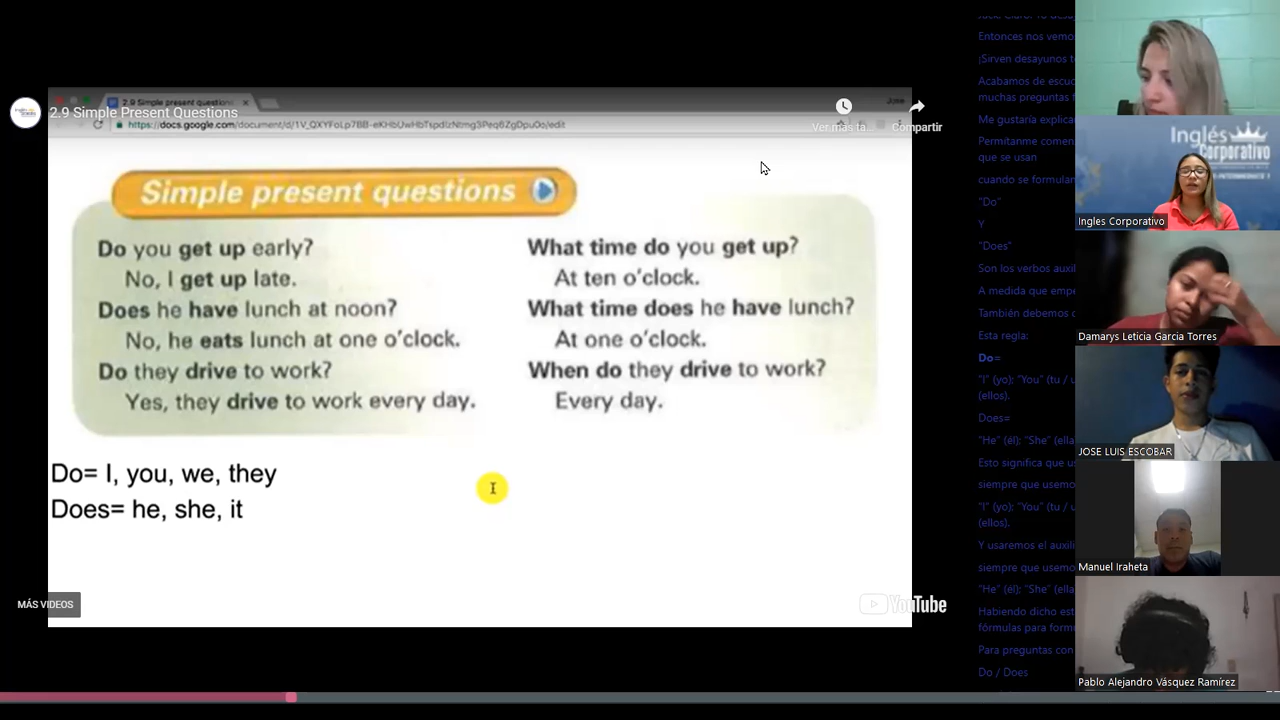 2.9 Simple Present Questions
2.9 Simple Present Questions
Ver más ta...
Compartir
Simple present questions
Do you get up early?
No, I get up late.
Does he have lunch at noon?
No, he eats lunch at one o'clock.
Do they drive to work?
Yes, they drive to work every day.
What time do you get up?
At ten o'clock.
What time does he have lunch?
At one o'clock.
When do they drive to work?
Every day.
Do= I, you, we, they
Does= he, she, it
MÁS VIDEOS
YouTube
Entonces nos vemo
¡Sirven desayunos t
Acabamos de escuc
muchas preguntas f
Me gustaría explica
Permitanme comen
que se usan
cuando se formular
"Do"
Y
"Does"
Son los verbos auxil
A medida que empe
También debemos c
Esta regla:
Do=
"I" (yo); "You" (tu / u
(ellos).
Does=
"He" (él); "She" (ella
Esto significa que us
siempre que usemo
"I" (yo); "You" (tu / u
(ellos).
Y usaremos el auxili
siempre que usemo
"He" (él); "She" (ella
Habiendo dicho est
fórmulas para form
Para preguntas con
Do / Does
Inglés
Corporativo
Ingles Corporativo
Damarys Leticia Garcia Torres
JOSE LUIS ESCOBAR
Manuel Iraheta
Pablo Alejandro Vásquez Ramírez